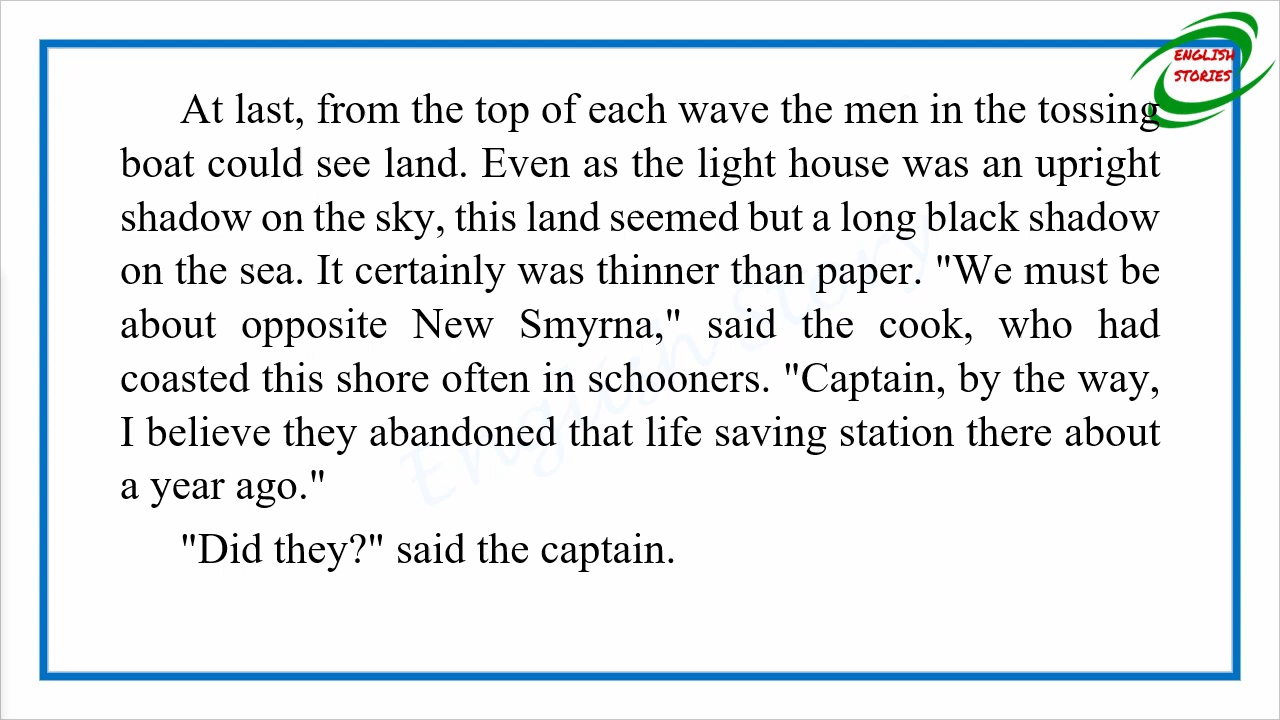 ENGLISH
STORIES
At last, from the top of each wave the men in the tossing
boat could see land. Even as the light house was an upright
shadow on the sky, this land seemed but a long black shadow
on the sea. It certainly was thinner than paper. "We must be
about opposite New Smyrna," said the cook, who had
coasted this shore often in schooners. "Captain, by the way,
I believe they abandoned that life saving station there about
a year ago."
"Did they?" said the captain.
English Story